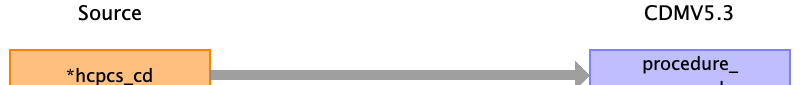 Source CDMV5.3
*hcpcs_cd procedure_